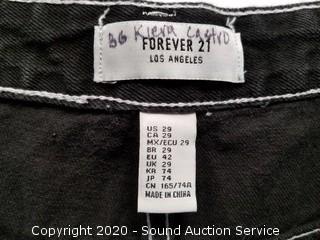 BG Kieva Castro
FOREVER 21
LOS ANGELES
US 29
CA 29
MX/ECU 29
BR 29
EU 42
UK 29
KR 74
JP 74
CN 165/74A
MADE IN CHINA
Copyright 2020 - Sound Auction Service